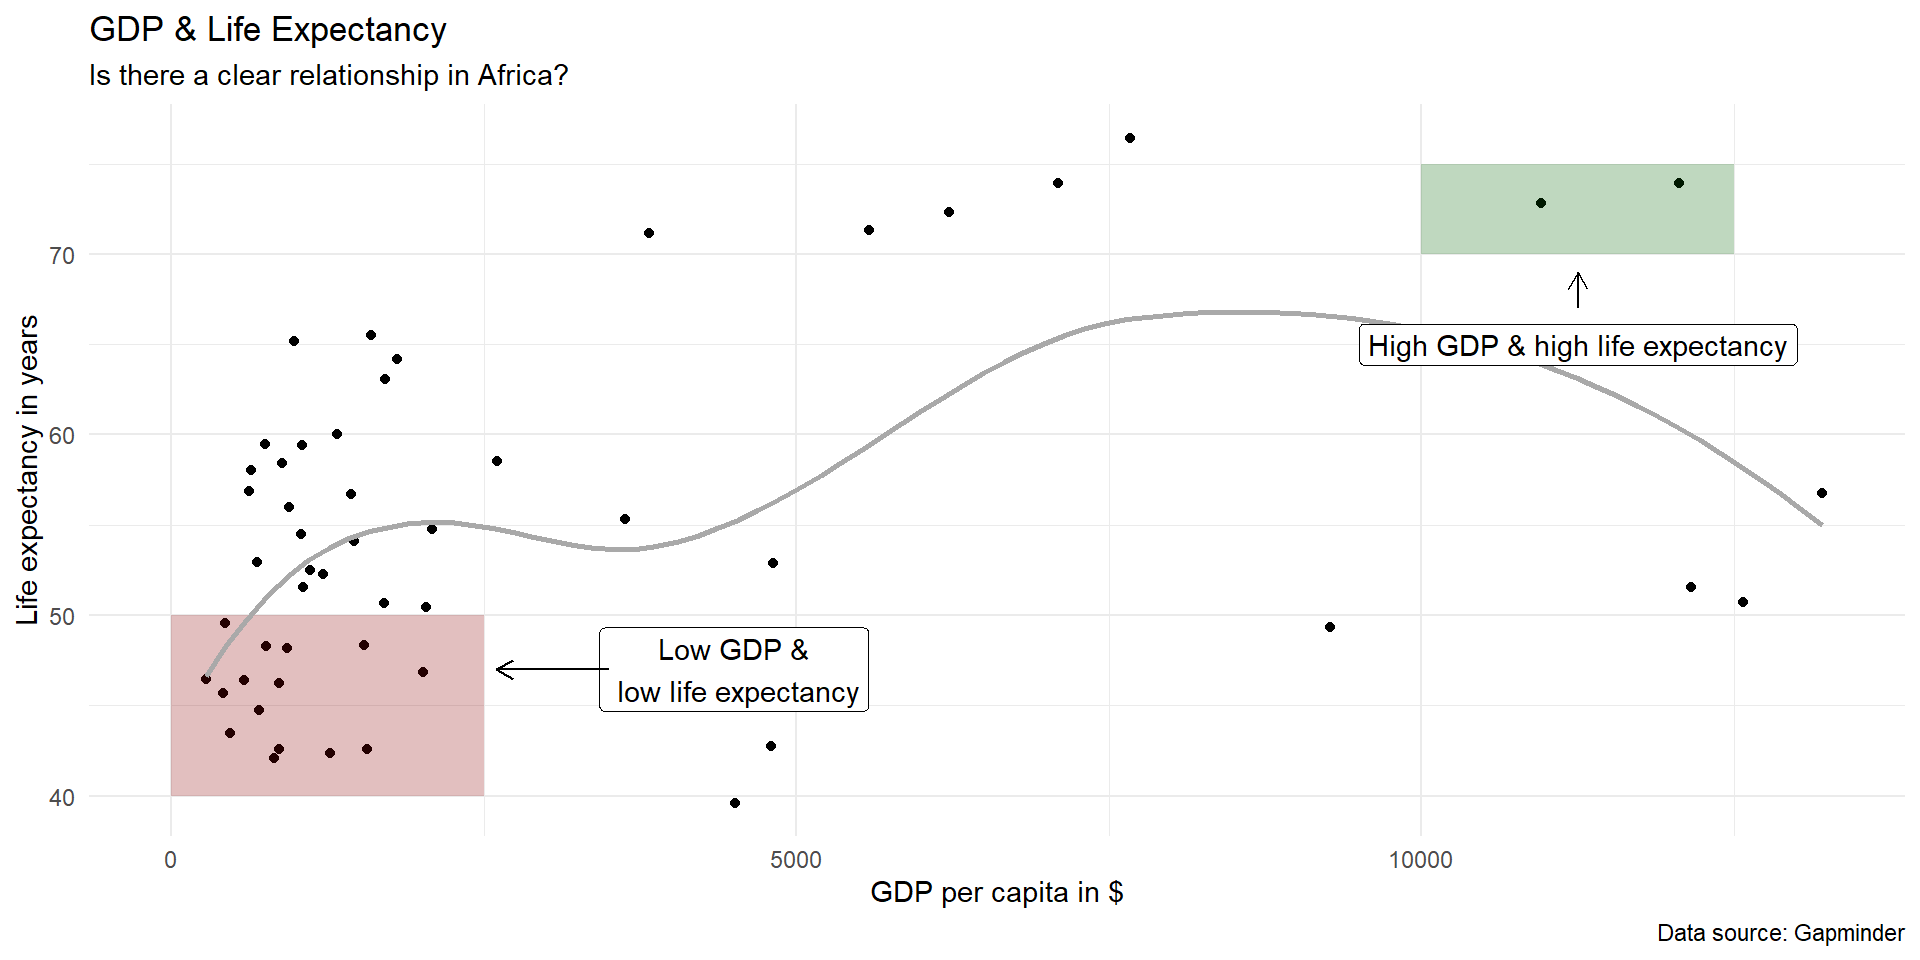 GDP & Life Expectancy
Is there a clear relationship in Africa?
Life expectancy in years
70
60
50
40
High GDP & high life expectancy
Low GDP &
low life expectancy
0
5000
10000
GDP per capita in $
Data source: Gapminder